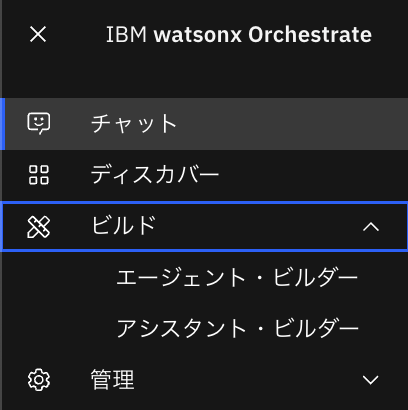 IBM watsonx Orchestrate
チャット
ディスカバー
ビルド
エージェント・ビルダー
アシスタント・ビルダー
管理